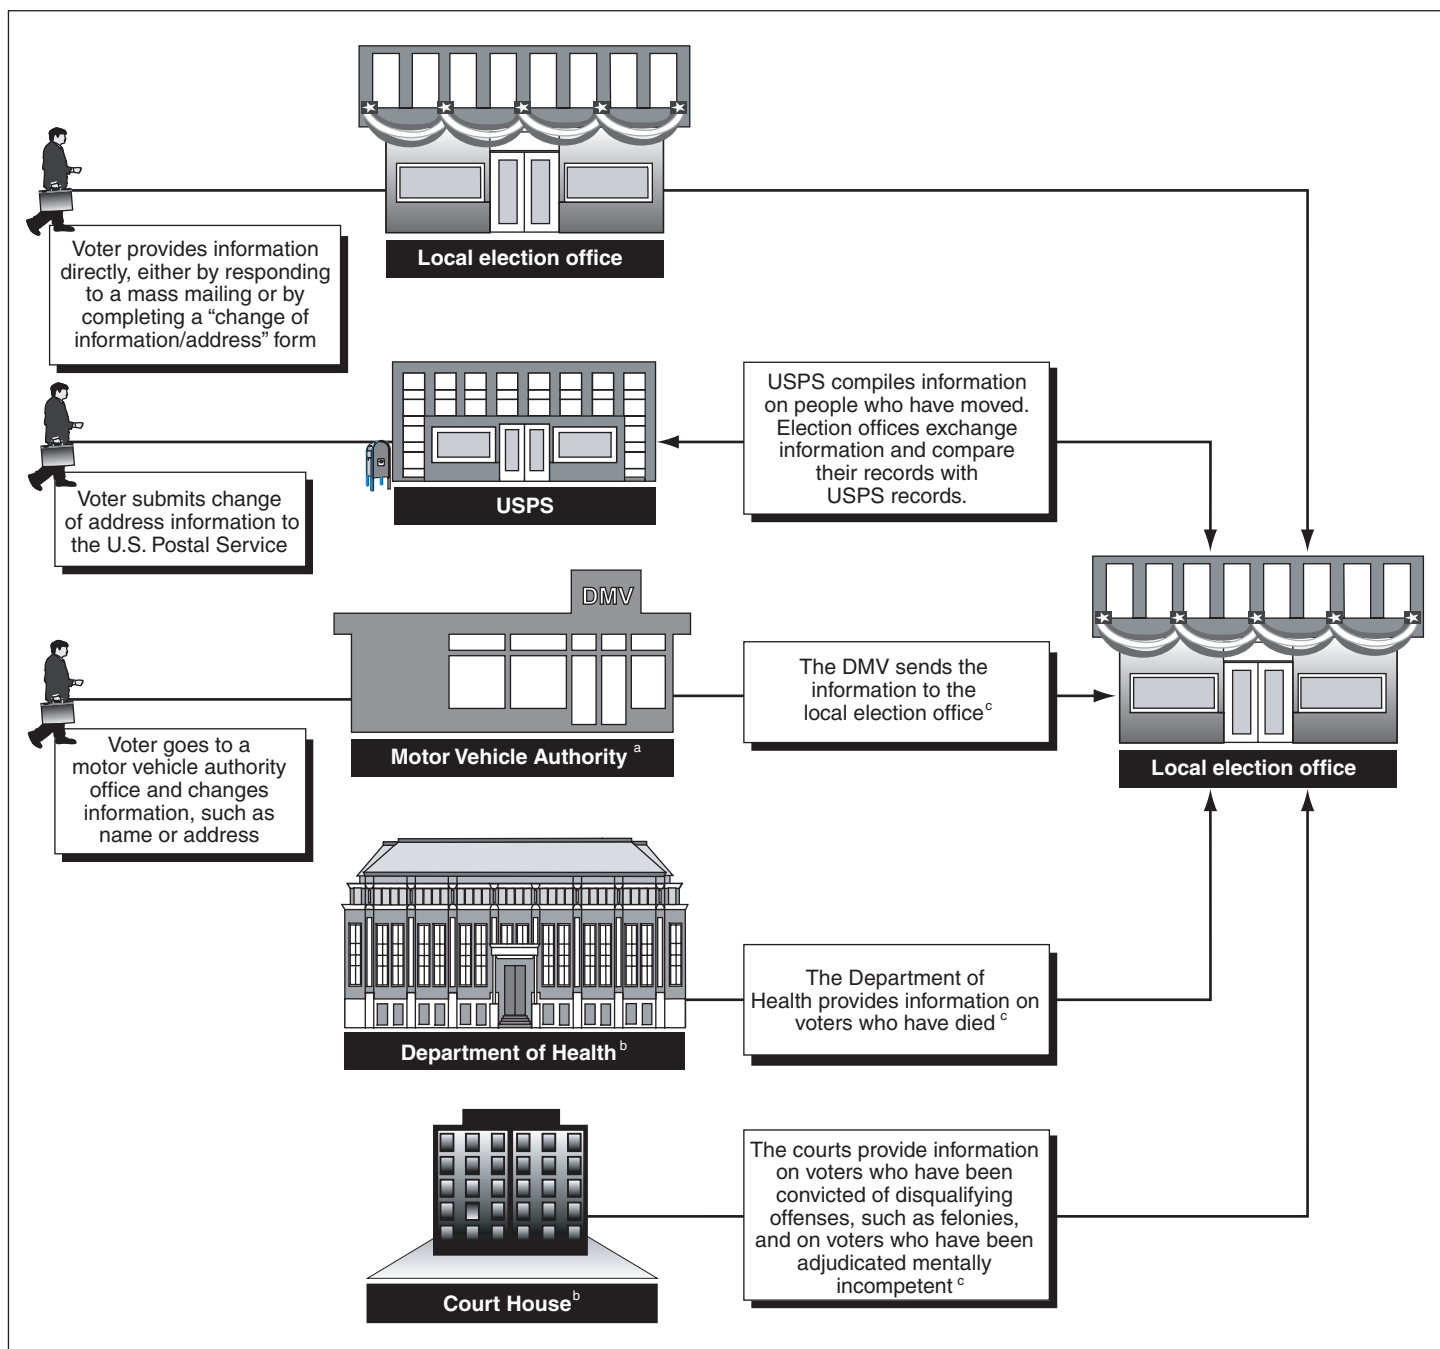 Local election office
Voter provides information
directly, either by responding
to a mass mailing or by
completing a “change of
information/address” form
USPS
USPS compiles information
on people who have moved.
Election offices exchange
information and compare
their records with
USPS records.
Voter submits change
of address information to
the U.S. Postal Service
DMV
Motor Vehicle Authority a
The DMV sends the
information to the
local election office c
Local election office
Voter goes to a
motor vehicle authority
office and changes
information, such as
name or address
Department of Health b
The Department of
Health provides information on
voters who have died c
Court House b
The courts provide information
on voters who have been
convicted of disqualifying
offenses, such as felonies,
and on voters who have been
adjudicated mentally
incompetent c